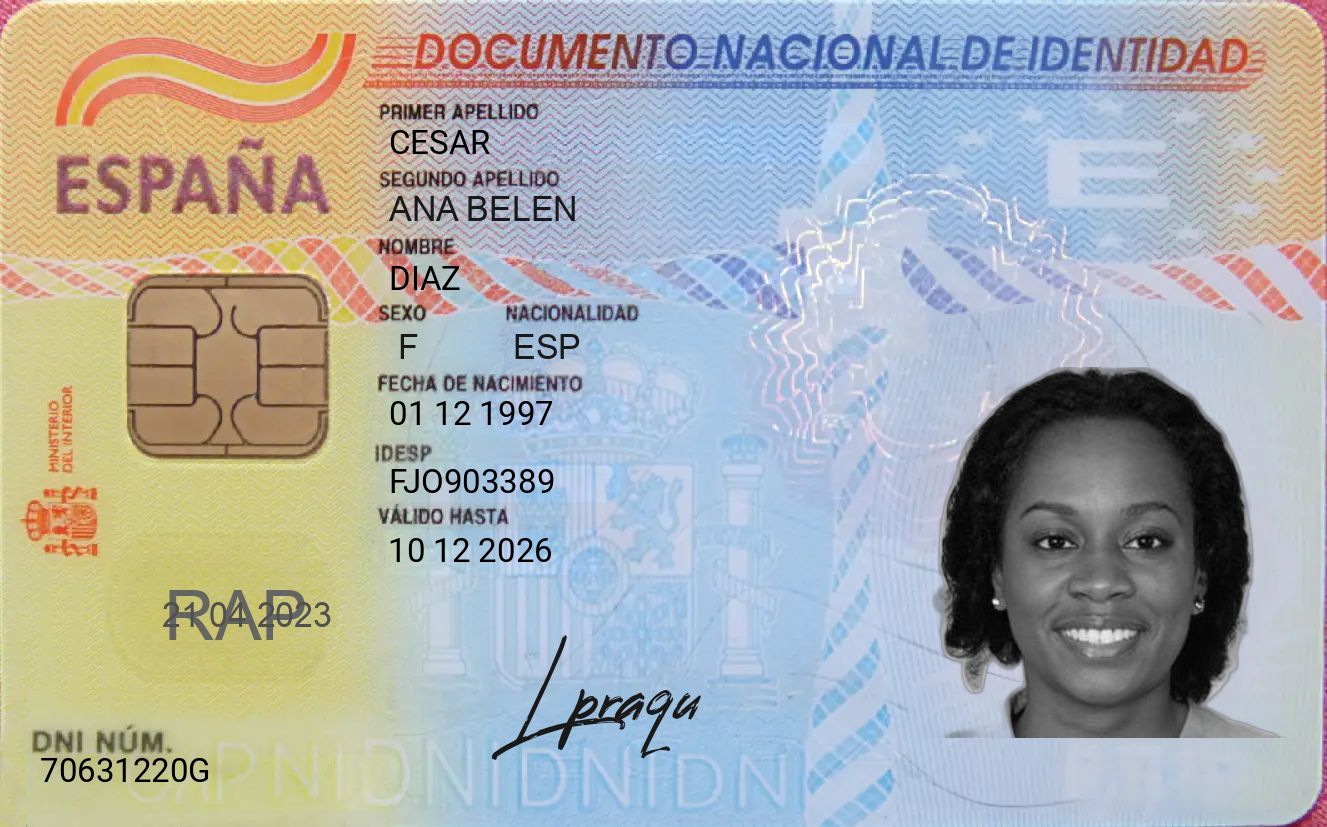 DOCUMENTO NACIONAL DE IDENTIDAD
ESPAÑA
PRIMER APELLIDO
CESAR
SEGUNDO APELLIDO
ANA BELEN
NOMBRE
DIAZ
SEXO NACIONALIDAD
F ESP
FECHA DE NACIMIENTO
01 12 1997
IDESP
FJO903389
VÁLIDO HASTA
10 12 2026
MINISTERIO
DEL INTERIOR
E
RAP
21 04 2023
Lpraqu
DNI NÚM.
70631220G